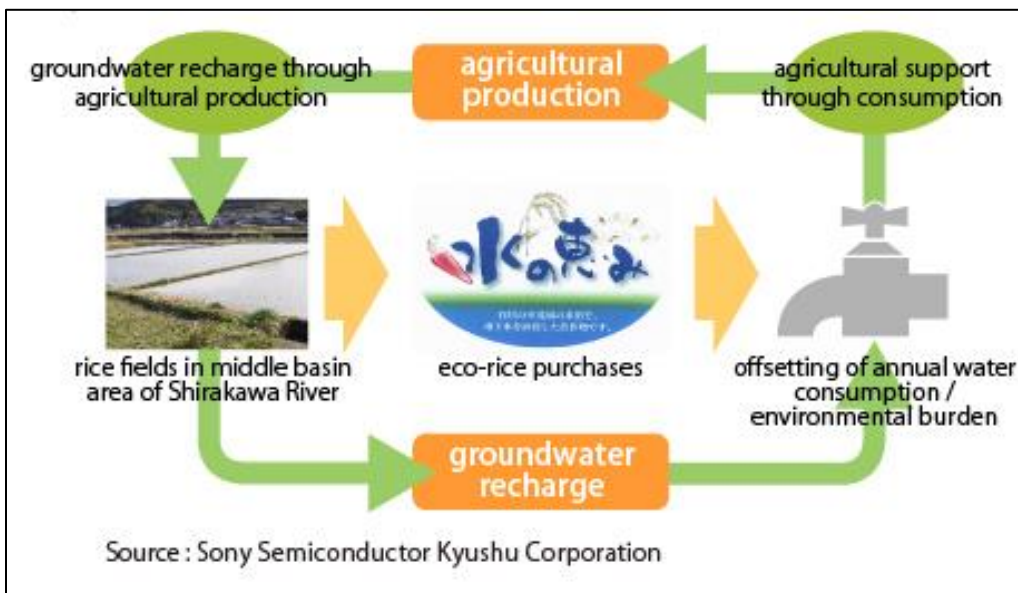 groundwater recharge through
agricultural production
agricultural
production
agricultural support
through consumption
水の恵み
rice fields in middle basin
area of Shirakawa River
eco-rice purchases
offsetting of annual water
consumption /
environmental burden
groundwater
recharge
Source : Sony Semiconductor Kyushu Corporation